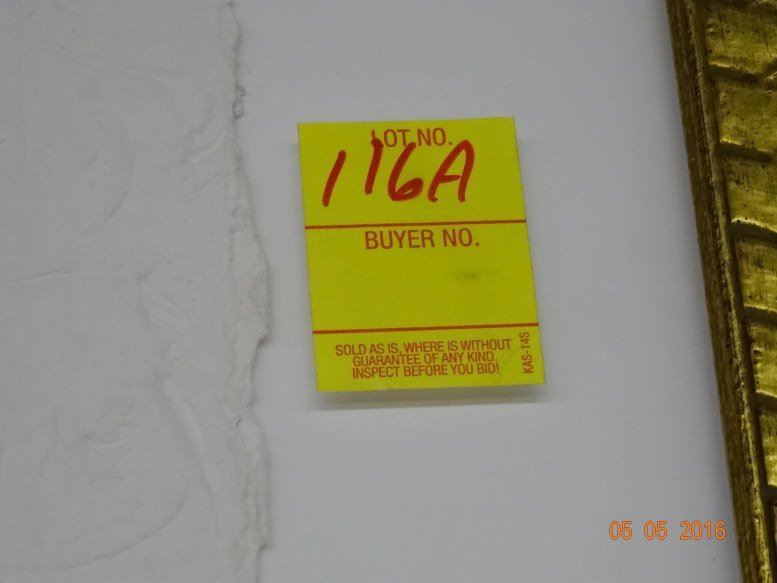 LOT NO.
116A
BUYER NO.
SOLD AS IS, WHERE IS WITHOUT
GUARANTEE OF ANY KIND.
INSPECT BEFORE YOU BID!
KAS-14S
05 05 2016